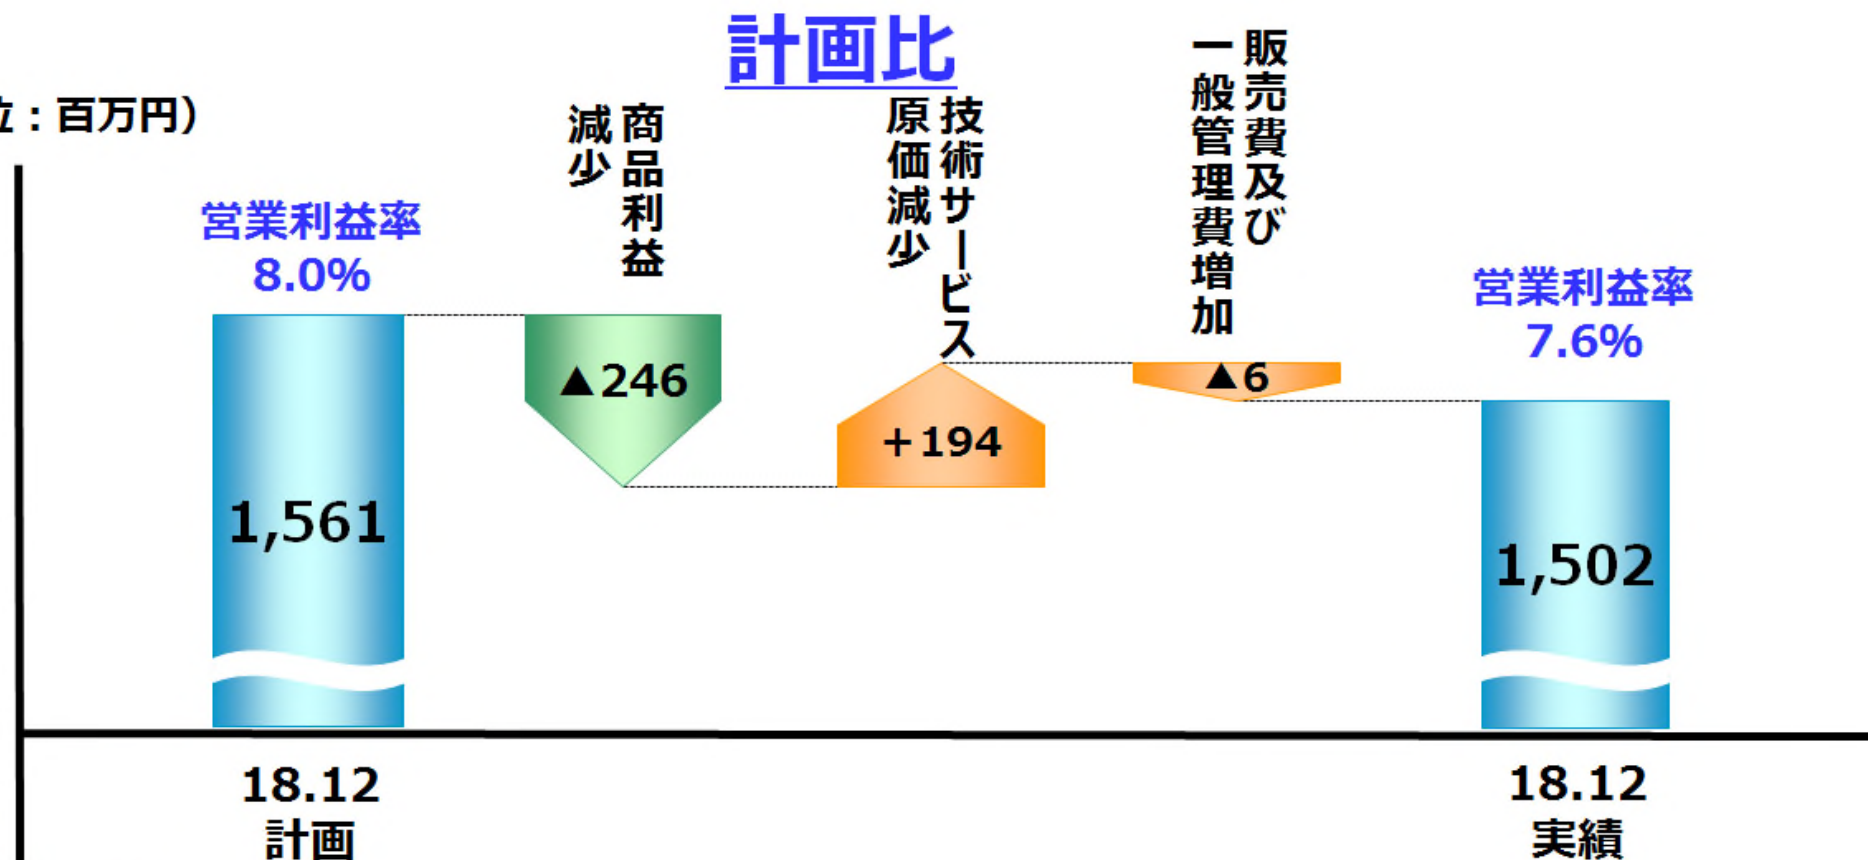 計画比
位：百万円）
営業利益率
8.0%
1,561
商品利益
減少
▲246
技術サービス
原価減少
+194
販売費及び
一般管理費増加
▲6
営業利益率
7.6%
1,502
18.12
計画
18.12
実績